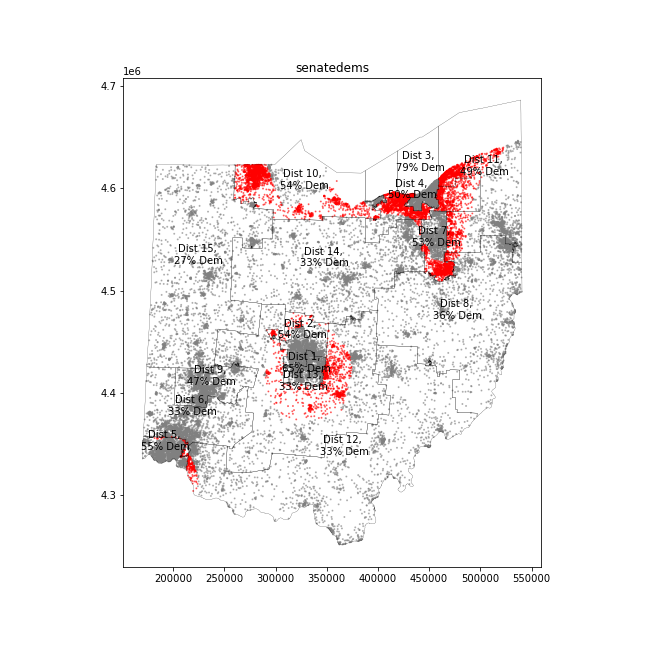 senatedems
1e6
4.7
4.6
4.5
4.4
4.3
Dist 3,
79% Dem
Dist 11,
49% Dem
Dist 10,
54% Dem
Dist 4,
50% Dem
Dist 7,
53% Dem
Dist 15,
27% Dem
Dist 14,
33% Dem
Dist 8,
36% Dem
Dist 2,
54% Dem
Dist 1,
65% Dem
Dist 13,
33% Dem
Dist 9,
47% Dem
Dist 6,
33% Dem
Dist 5,
55% Dem
Dist 12,
33% Dem
200000 250000 300000 350000 400000 450000 500000 550000